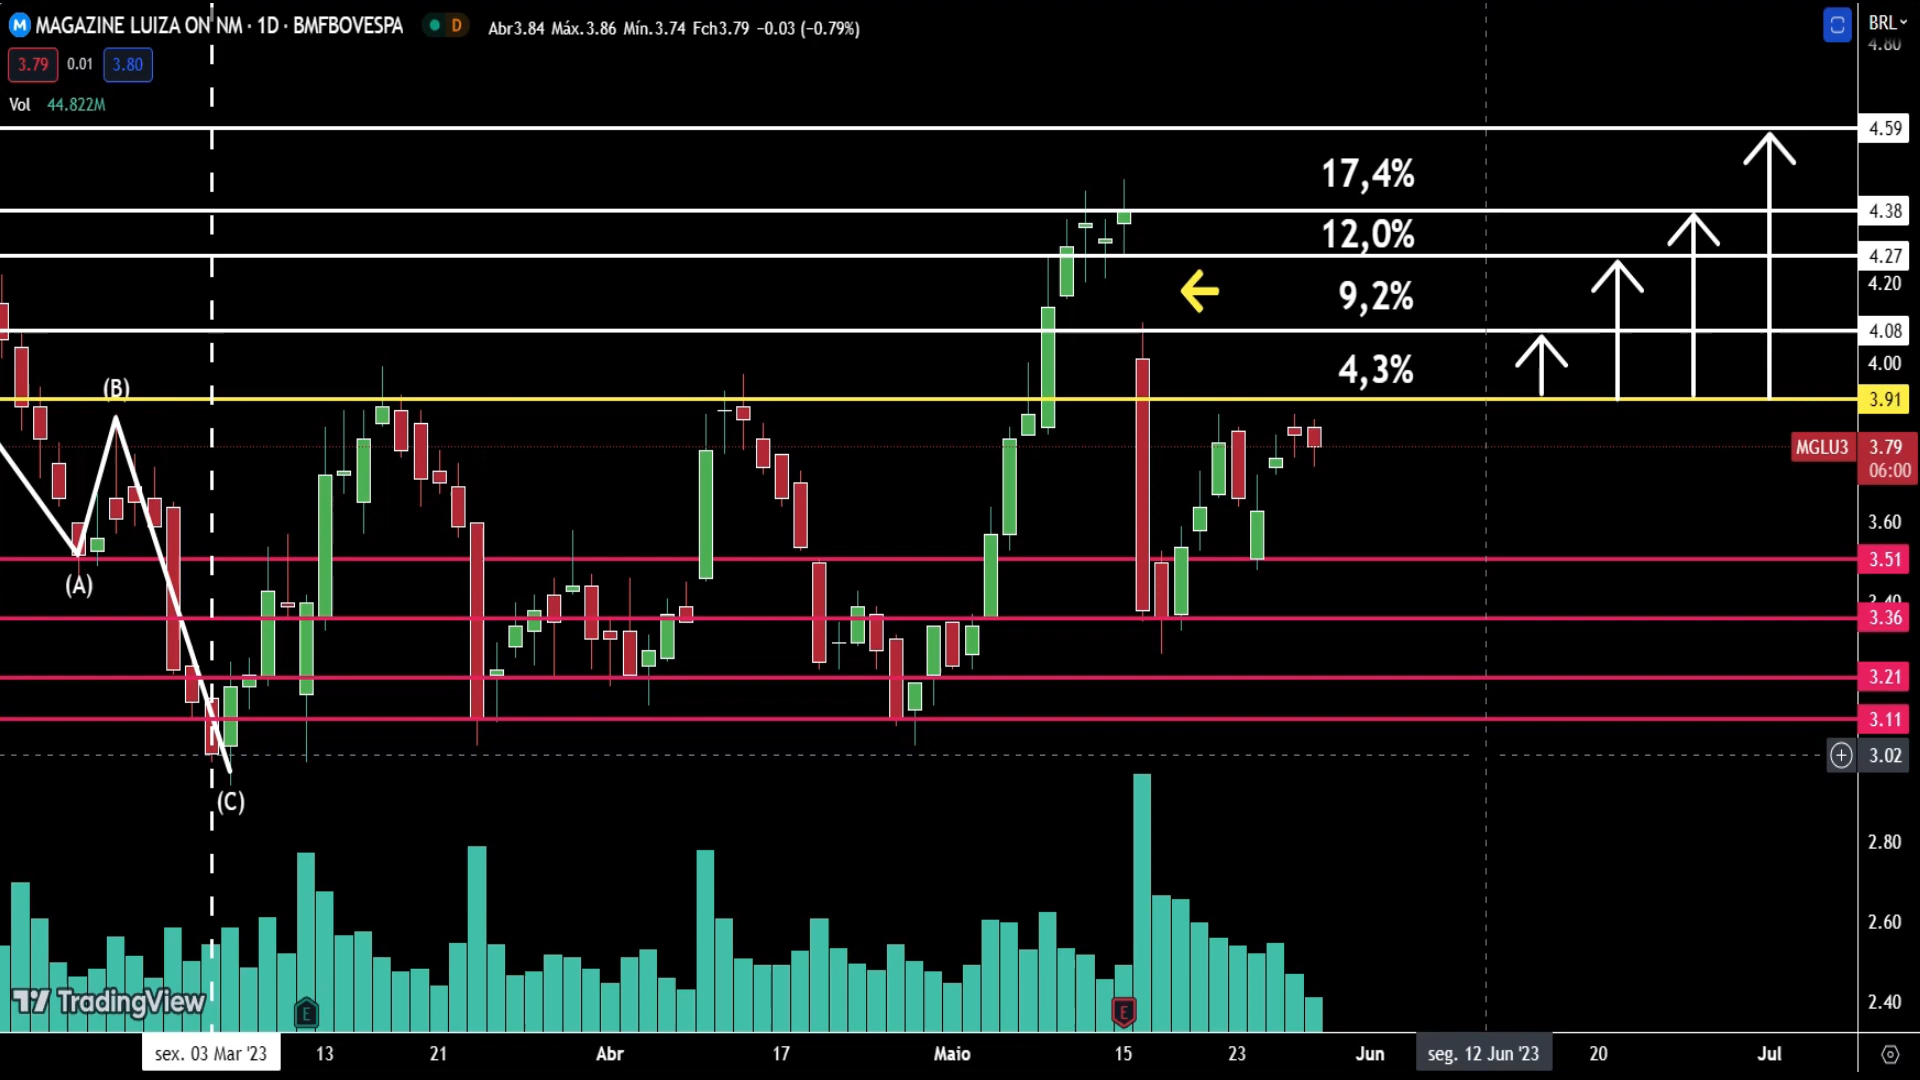 MAGAZINE LUIZA ON NM · 1D · BMFBOVESPA D Abr3.84 Máx.3.86 Mín.3.74 Fch3.79 −0.03 (−0.79%)
BRL
4.80
3.79 0.01 3.80
Vol 44.822M
4.59
17,4%
4.38
12,0%
4.27
4.20
9,2%
4.08
4.00
4,3%
(B)
3.91
MGLU3 3.79
06:00
3.60
3.51
(A)
3.40
3.36
3.21
3.11
3.02
(C)
2.80
2.60
TradingView
E
E
2.40
sex. 03 Mar '23 13 21 Abr 17 Maio 15 23 Jun seg. 12 Jun '23 20 Jul